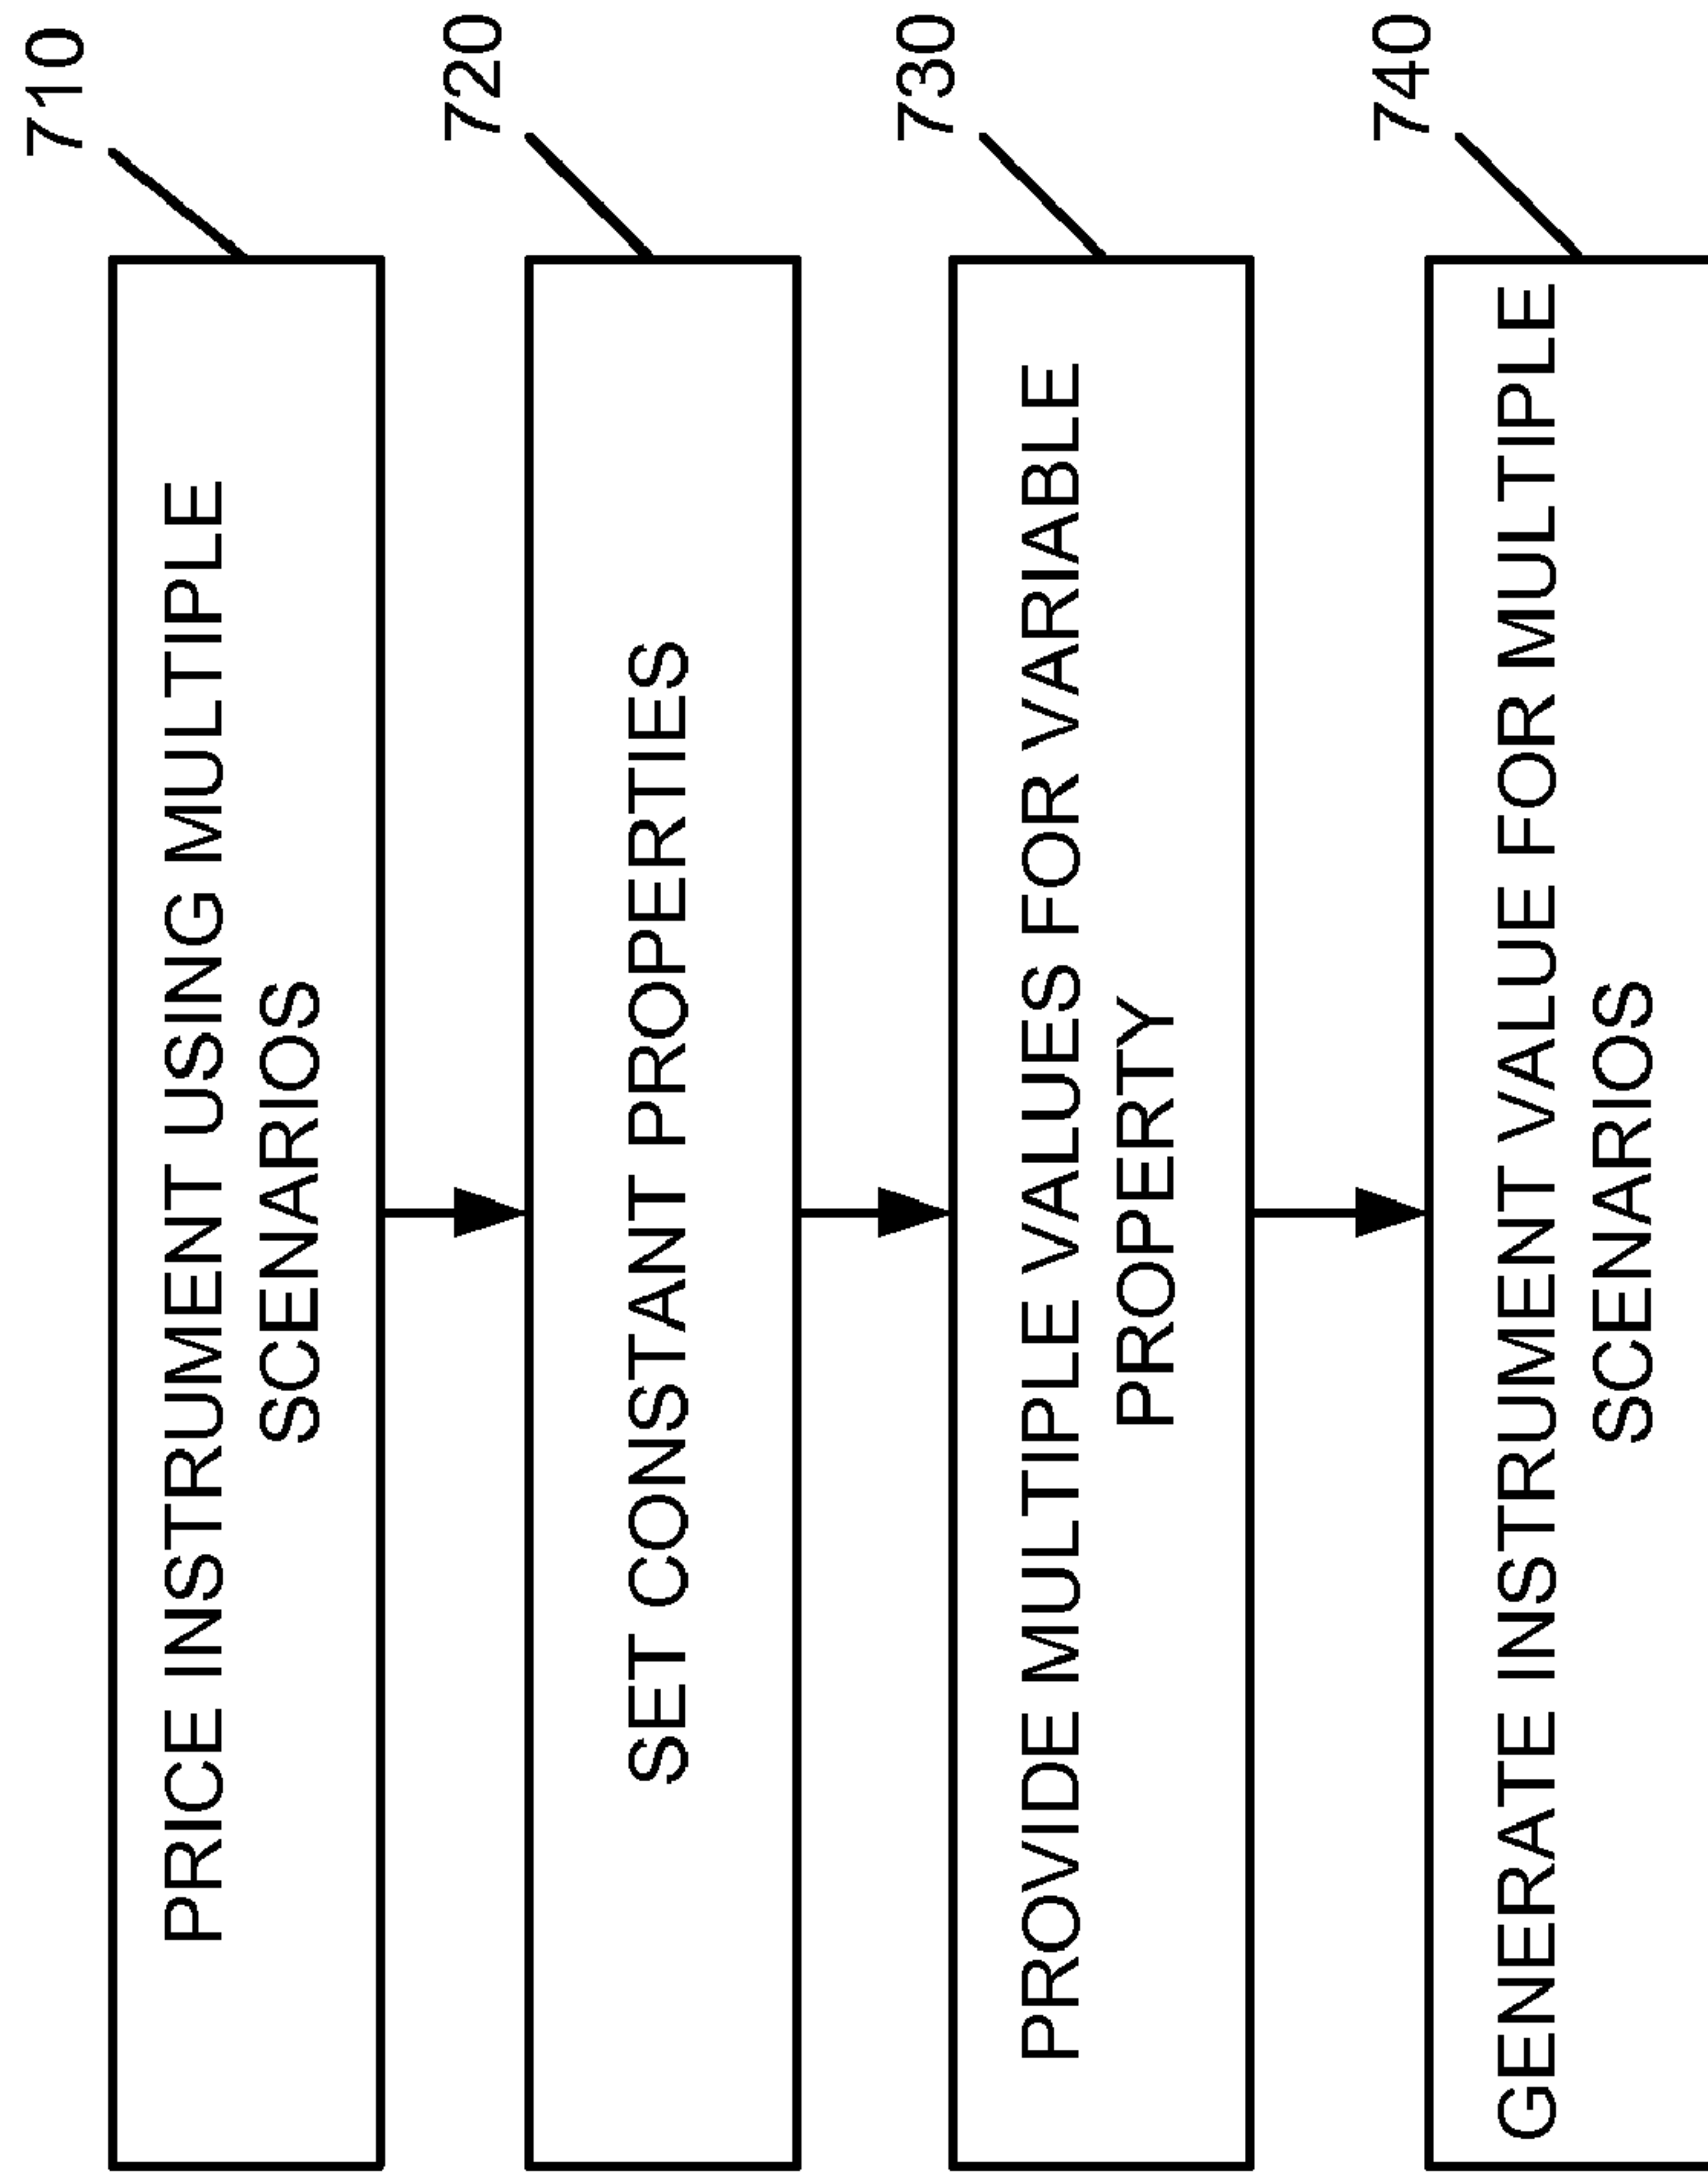 710
PRICE INSTRUMENT USING MULTIPLE
SCENARIOS
720
SET CONSTANT PROPERTIES
730
PROVIDE MULTIPLE VALUES FOR VARIABLE
PROPERTY
740
GENERATE INSTRUMENT VALUE FOR MULTIPLE
SCENARIOS